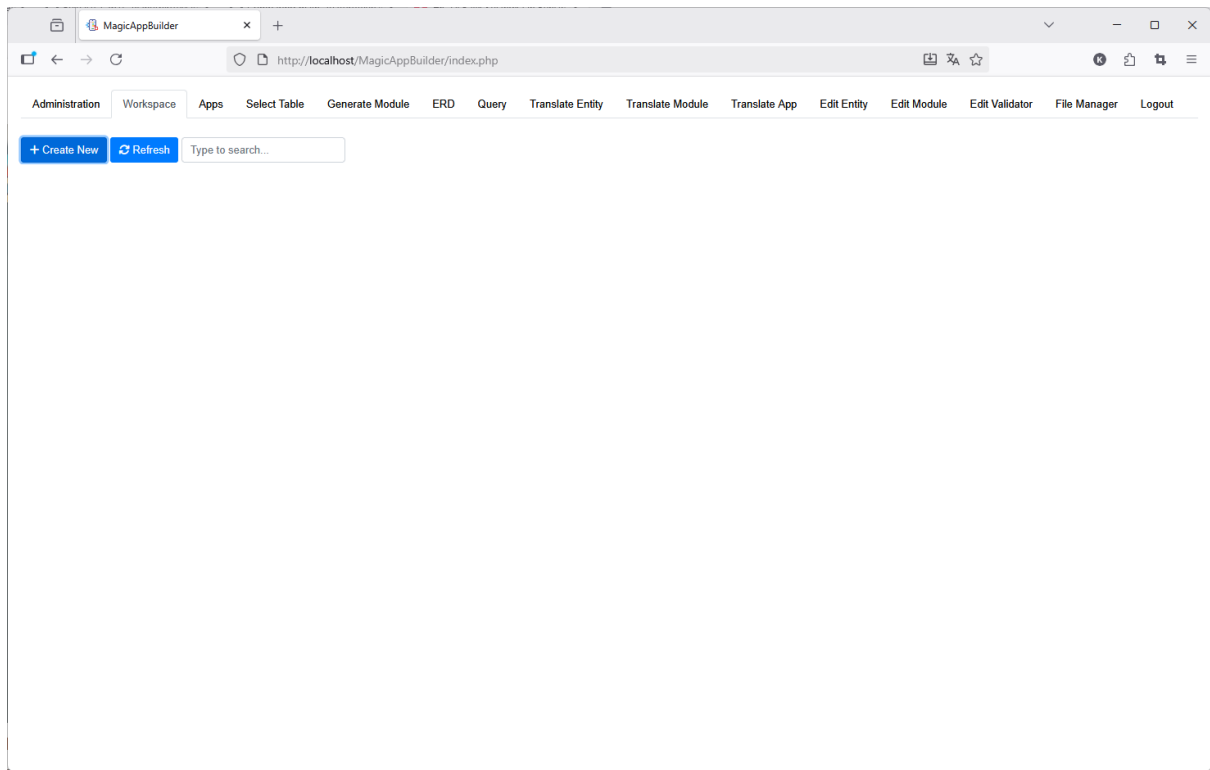 MagicAppBuilder
http://localhost/MagicAppBuilder/index.php
K
Administration Workspace Apps Select Table Generate Module ERD Query Translate Entity Translate Module Translate App Edit Entity Edit Module Edit Validator File Manager Logout
+ Create New Refresh Type to search...